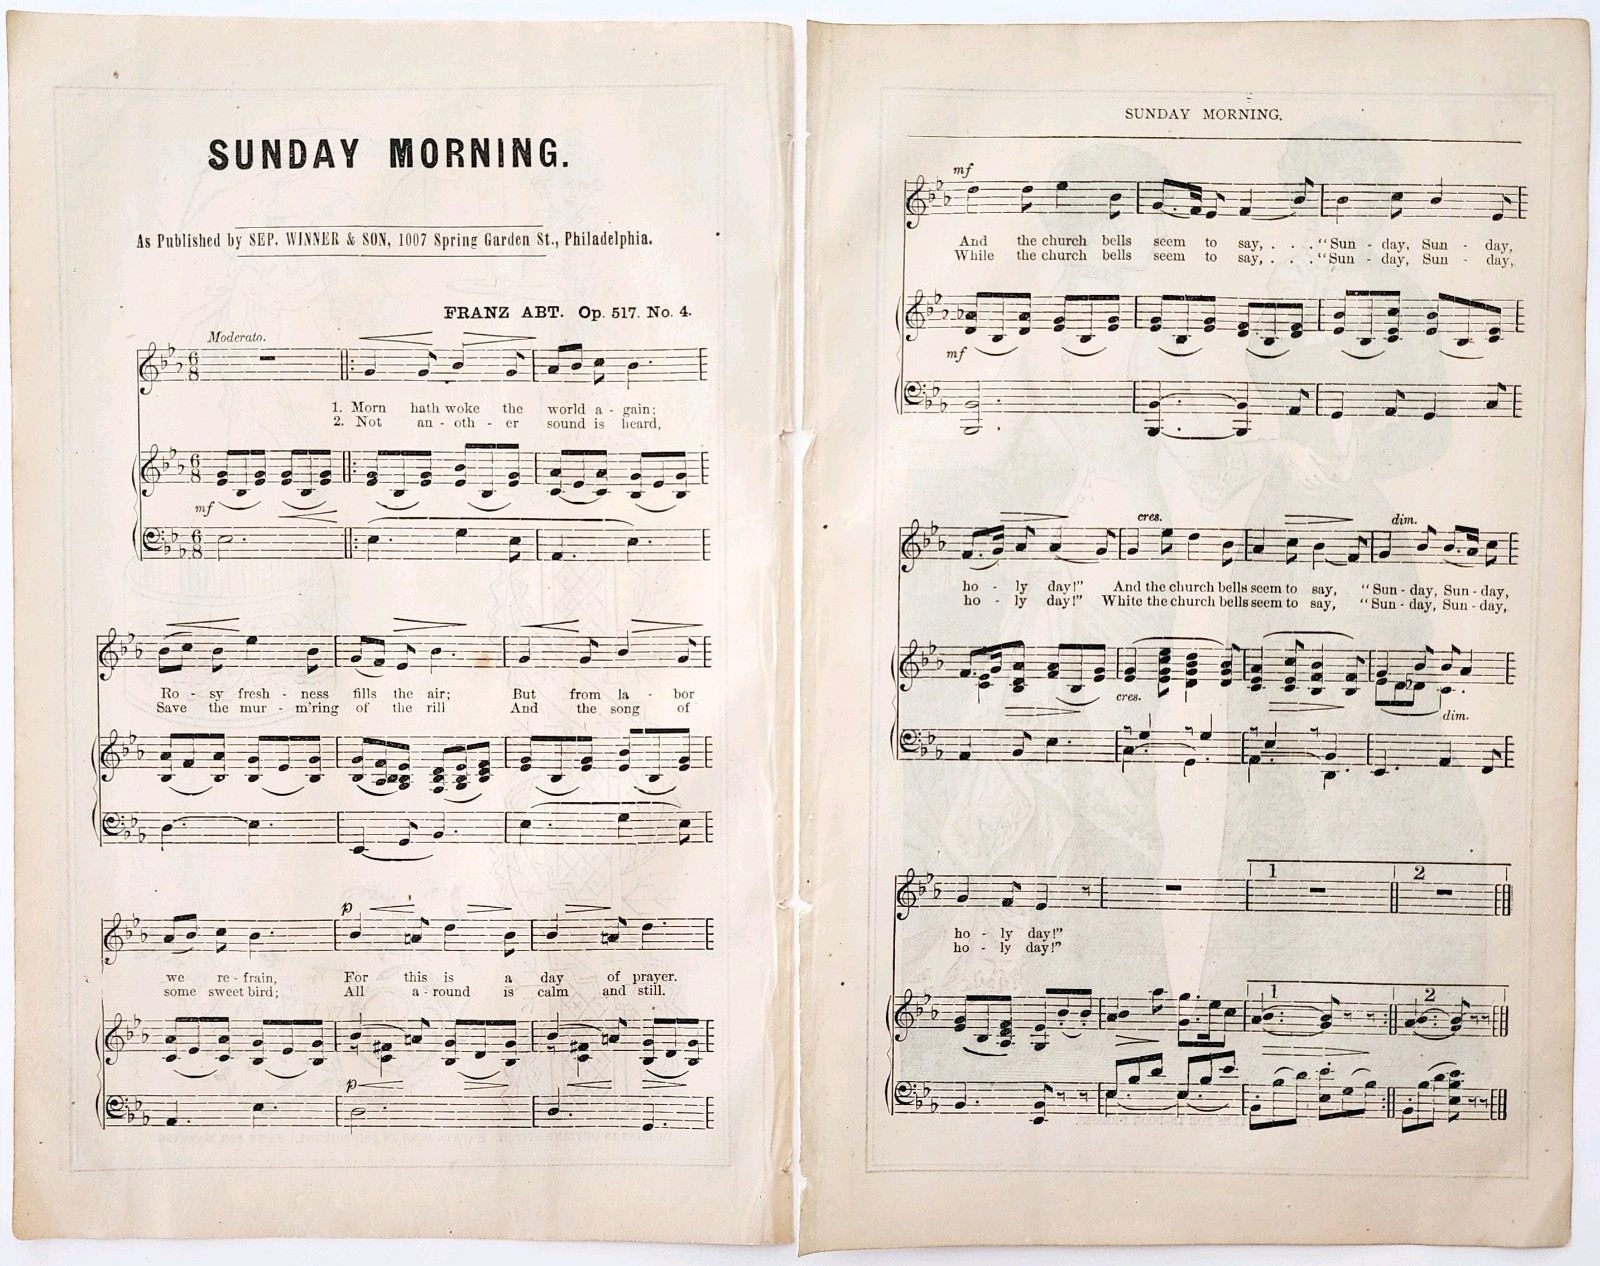 SUNDAY MORNING.
As Published by SEP. WINNER & SON, 1007 Spring Garden St., Philadelphia.
FRANZ ABT. Op. 517. No. 4.
Moderato.
6 8
1. Morn hath woke the world a - gain;
2. Not an - oth - er sound is heard,
6 8
mf
6 8
Ro - sy fresh - ness fills the air; But from la - bor
Save the mur - m'ring of the rill And the song of
p
we re - frain, For this is a day of prayer.
some sweet bird; All a - round is calm and still.
p
SUNDAY MORNING.
mf
And the church bells seem to say, . . . "Sun - day, Sun - day,
While the church bells seem to say, . . . "Sun - day, Sun - day,
mf
cres. dim.
ho - ly day!" And the church bells seem to say, "Sun - day, Sun - day,
ho - ly day!" White the church bells seem to say, "Sun - day, Sun - day,
cres. dim.
1 2
ho - ly day!"
ho - ly day!"
1 2